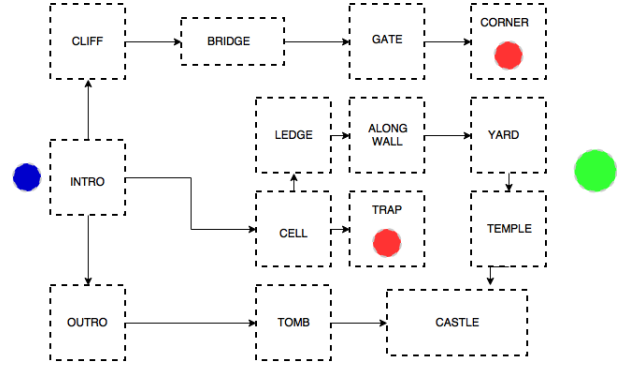 CLIFF
BRIDGE
GATE
CORNER
LEDGE
ALONG
WALL
YARD
INTRO
CELL
TRAP
TEMPLE
OUTRO
TOMB
CASTLE